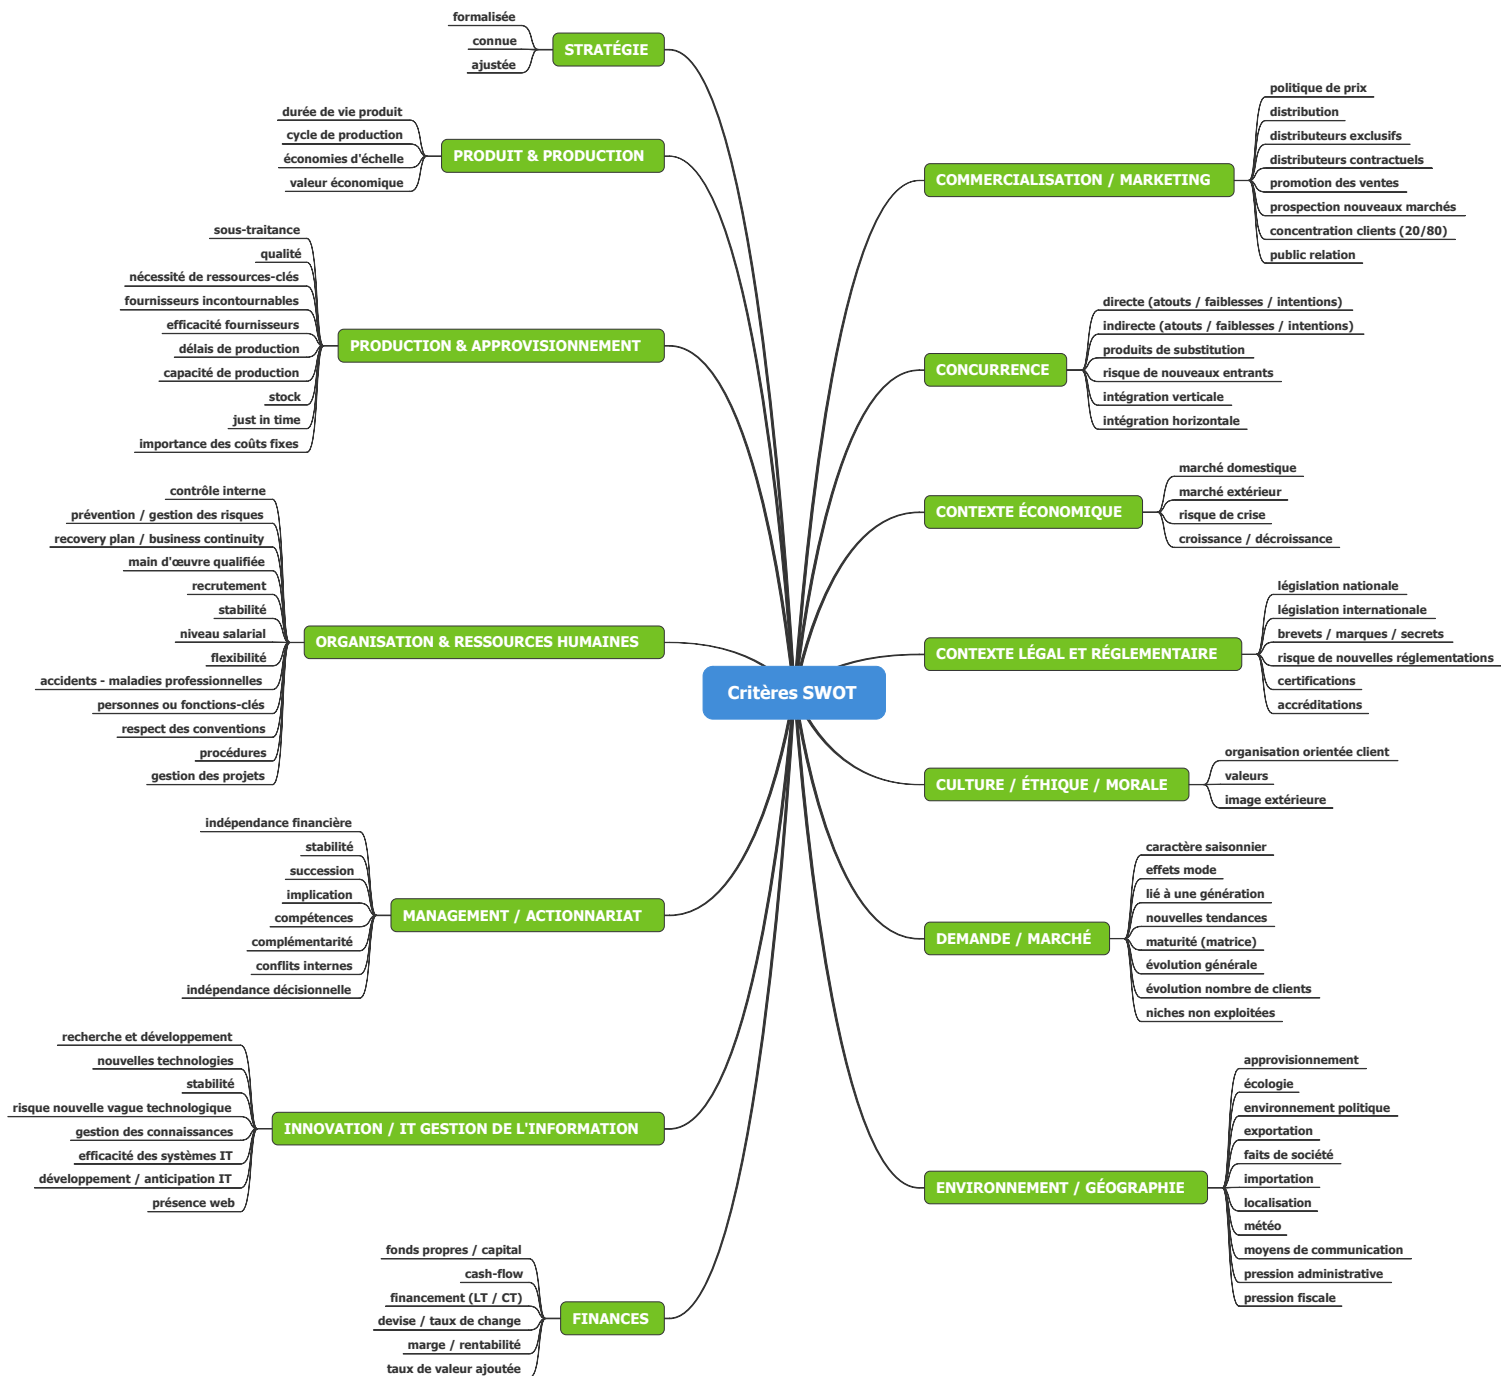 Critères SWOT
STRATÉGIE
formalisée
connue
ajustée
PRODUIT & PRODUCTION
durée de vie produit
cycle de production
économies d'échelle
valeur économique
PRODUCTION & APPROVISIONNEMENT
sous-traitance
qualité
nécessité de ressources-clés
fournisseurs incontournables
efficacité fournisseurs
délais de production
capacité de production
stock
just in time
importance des coûts fixes
ORGANISATION & RESSOURCES HUMAINES
contrôle interne
prévention / gestion des risques
recovery plan / business continuity
main d'œuvre qualifiée
recrutement
stabilité
niveau salarial
flexibilité
accidents - maladies professionnelles
personnes ou fonctions-clés
respect des conventions
procédures
gestion des projets
MANAGEMENT / ACTIONNARIAT
indépendance financière
stabilité
succession
implication
compétences
complémentarité
conflits internes
indépendance décisionnelle
INNOVATION / IT GESTION DE L'INFORMATION
recherche et développement
nouvelles technologies
stabilité
risque nouvelle vague technologique
gestion des connaissances
efficacité des systèmes IT
développement / anticipation IT
présence web
FINANCES
fonds propres / capital
cash-flow
financement (LT / CT)
devise / taux de change
marge / rentabilité
taux de valeur ajoutée
COMMERCIALISATION / MARKETING
politique de prix
distribution
distributeurs exclusifs
distributeurs contractuels
promotion des ventes
prospection nouveaux marchés
concentration clients (20/80)
public relation
CONCURRENCE
directe (atouts / faiblesses / intentions)
indirecte (atouts / faiblesses / intentions)
produits de substitution
risque de nouveaux entrants
intégration verticale
intégration horizontale
CONTEXTE ÉCONOMIQUE
marché domestique
marché extérieur
risque de crise
croissance / décroissance
CONTEXTE LÉGAL ET RÉGLEMENTAIRE
législation nationale
législation internationale
brevets / marques / secrets
risque de nouvelles réglementations
certifications
accréditations
CULTURE / ÉTHIQUE / MORALE
organisation orientée client
valeurs
image extérieure
DEMANDE / MARCHÉ
caractère saisonnier
effets mode
lié à une génération
nouvelles tendances
maturité (matrice)
évolution générale
évolution nombre de clients
niches non exploitées
ENVIRONNEMENT / GÉOGRAPHIE
approvisionnement
écologie
environnement politique
exportation
faits de société
importation
localisation
météo
moyens de communication
pression administrative
pression fiscale